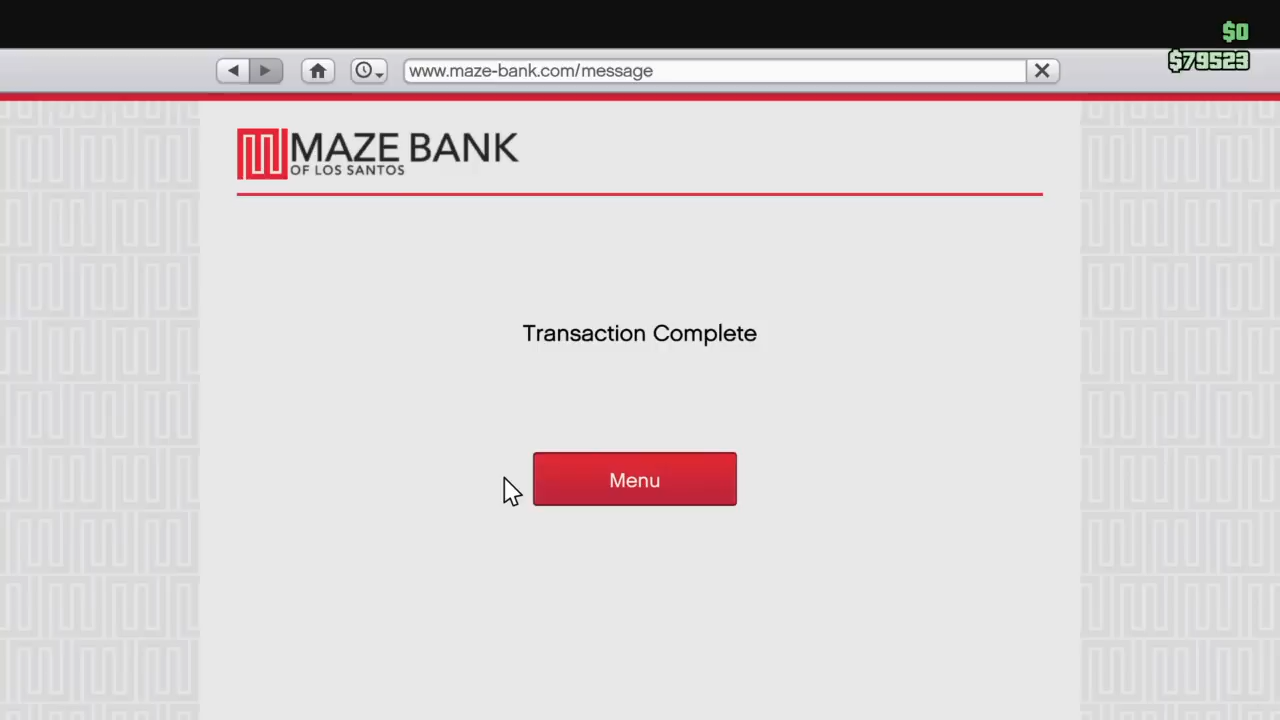 $0
www.maze-bank.com/message
$79523
MAZE BANK
OF LOS SANTOS
Transaction Complete
Menu